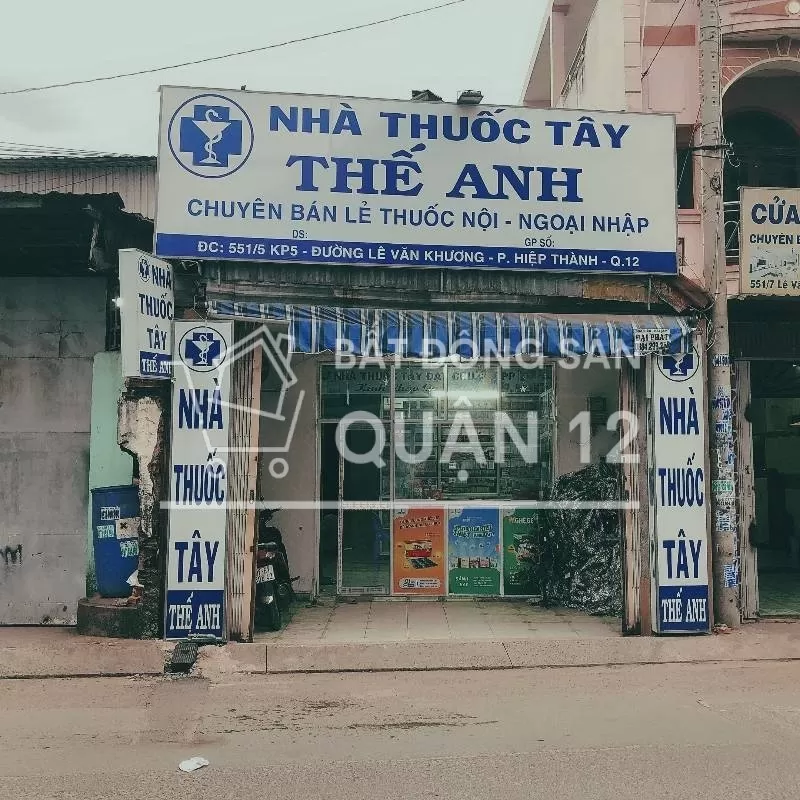 NHÀ THUỐC TÂY
THẾ ANH
CHUYÊN BÁN LẺ THUỐC NỘI - NGOẠI NHẬP
DS:
GP SỐ:
ĐC: 551/5 KP5 - ĐƯỜNG LÊ VĂN KHƯƠNG - P. HIỆP THÀNH - Q.12
CỬA
CHUYÊN
551/7 Lê
NHÀ
THUỐC
TÂY
THẾ ANH
BẤT ĐỘNG SẢN
QUẬN 12
NHÀ
THUỐC
TÂY
THẾ ANH
NHÀ
THUỐC
TÂY
THẾ ANH